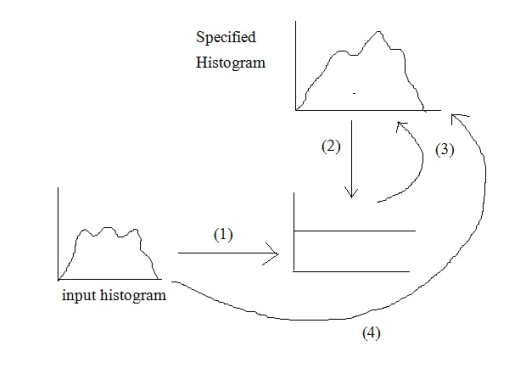 Specified
Histogram
(2)
(3)
(1)
input histogram
(4)